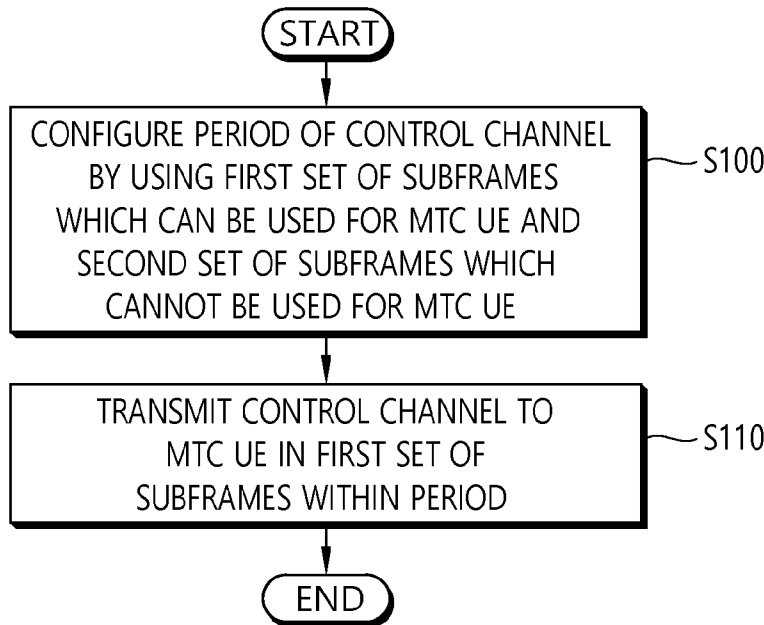 START
CONFIGURE PERIOD OF CONTROL CHANNEL
BY USING FIRST SET OF SUBFRAMES
WHICH CAN BE USED FOR MTC UE AND
SECOND SET OF SUBFRAMES WHICH
CANNOT BE USED FOR MTC UE
S100
TRANSMIT CONTROL CHANNEL TO
MTC UE IN FIRST SET OF
SUBFRAMES WITHIN PERIOD
S110
END